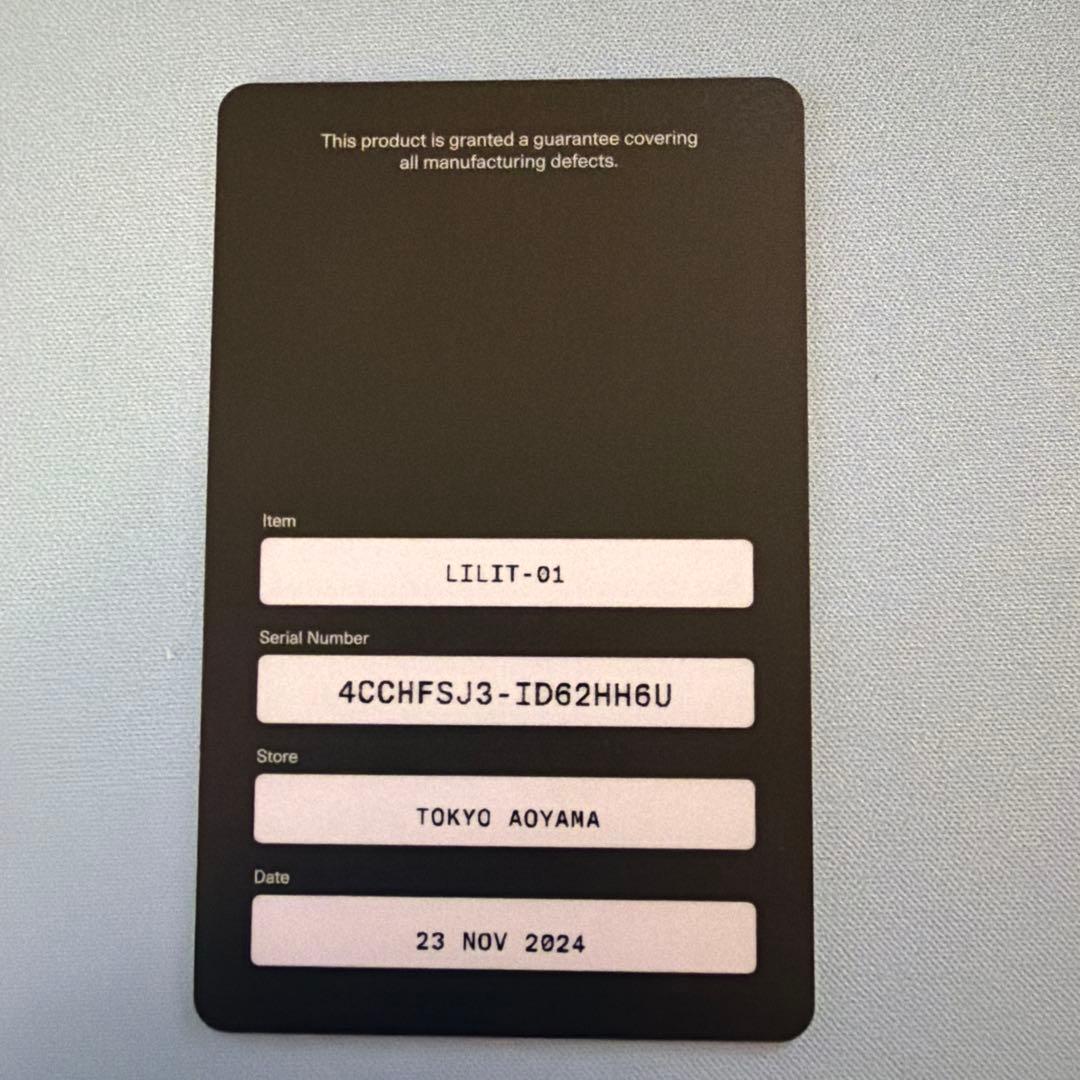 This product is granted a guarantee covering
all manufacturing defects.
Item
LILIT-01
Serial Number
4CCHFSJ3-ID62HH6U
Store
TOKYO AOYAMA
Date
23 NOV 2024